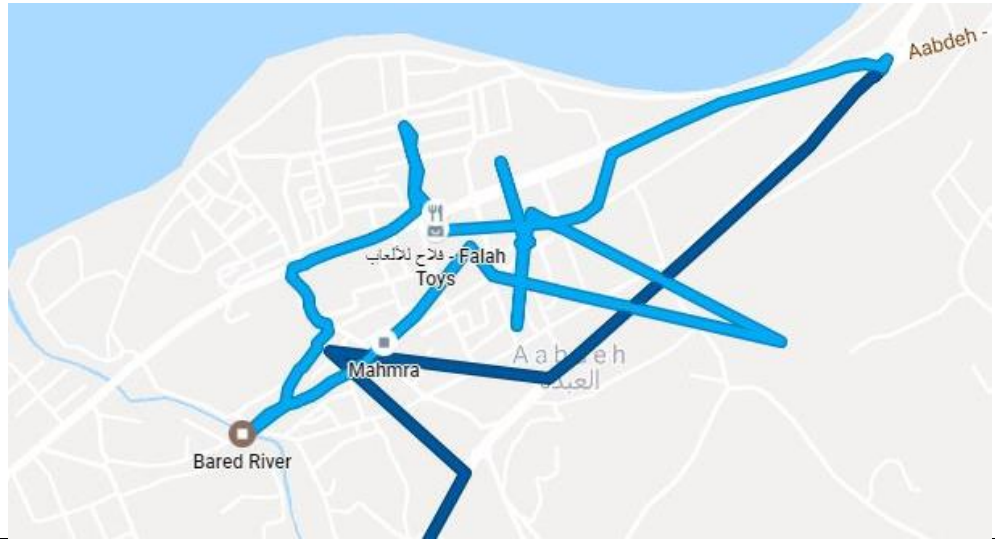 Aabdeh -
فلاح للألعاب - Falah
Toys
Aabdeh
العبدة
Mahmra
Bared River